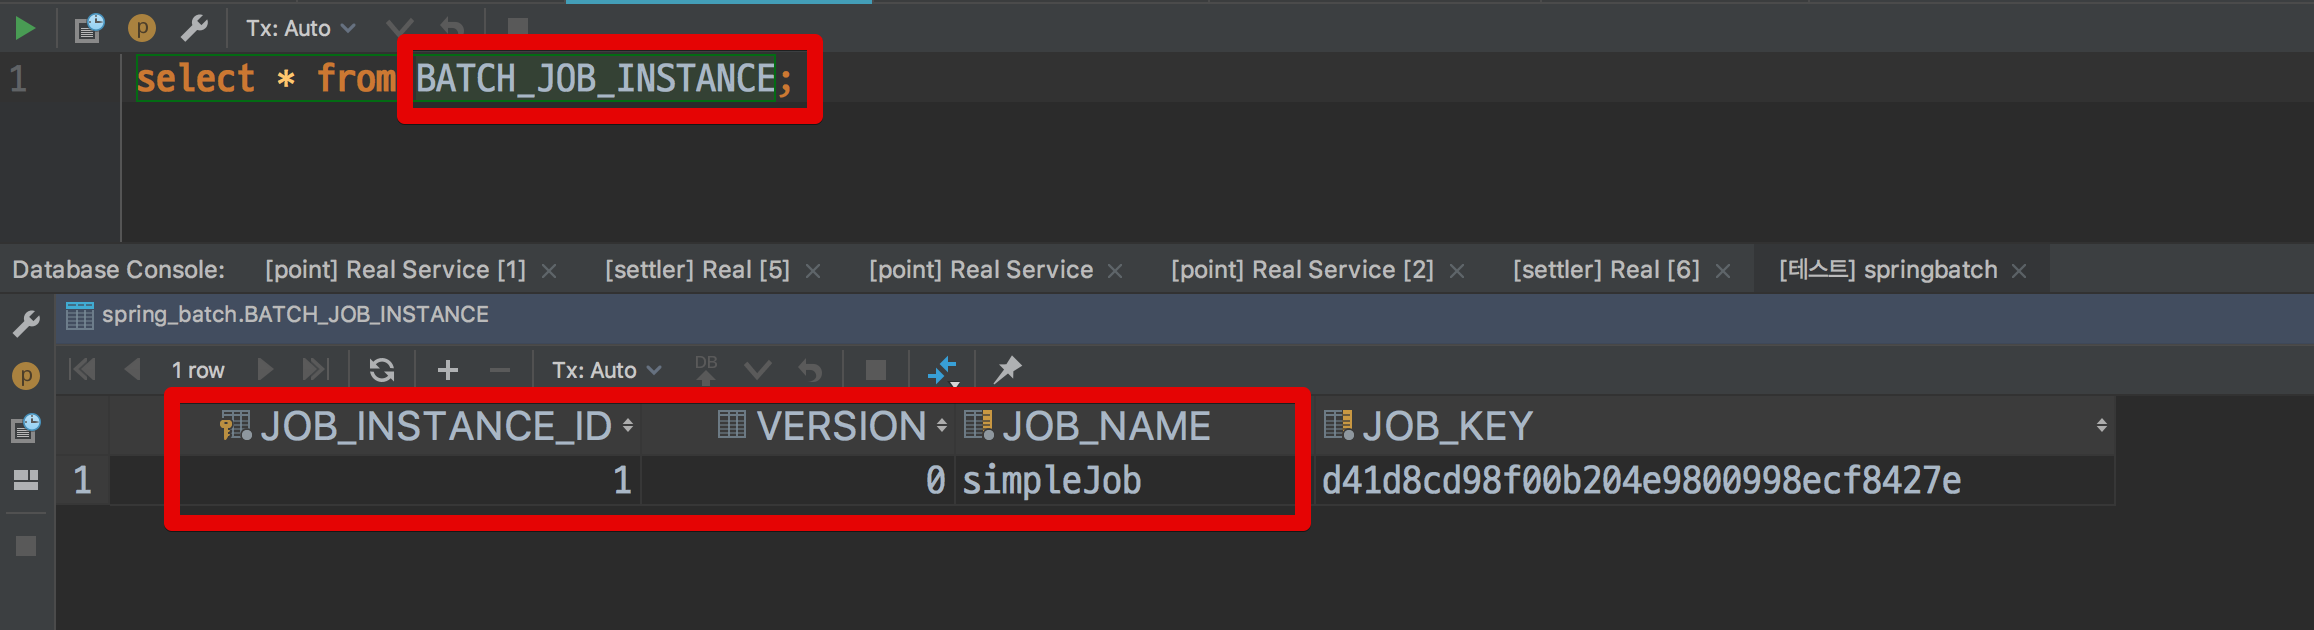 Tx: Auto
1 select * from BATCH_JOB_INSTANCE;
Database Console: [point] Real Service [1] [settler] Real [5] [point] Real Service [point] Real Service [2] [settler] Real [6] [테스트] springbatch
spring_batch.BATCH_JOB_INSTANCE
1 row Tx: Auto DB
JOB_INSTANCE_ID VERSION JOB_NAME JOB_KEY
1 1 0 simpleJob d41d8cd98f00b204e9800998ecf8427e